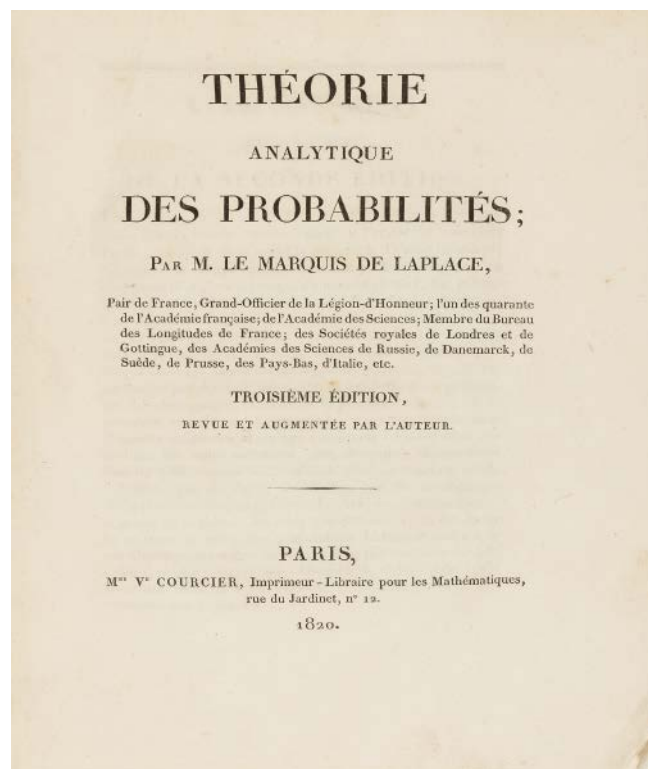 THÉORIE
ANALYTIQUE
DES PROBABILITÉS;
PAR M. LE MARQUIS DE LAPLACE,
Pair de France, Grand-Officier de la Légion-d'Honneur; l'un des quarante
de l'Académie française; de l'Académie des Sciences; Membre du Bureau
des Longitudes de France; des Sociétés royales de Londres et de
Gottingue, des Académies des Sciences de Russie, de Danemarck, de
Suède, de Prusse, des Pays-Bas, d'Italie, etc.
TROISIÈME ÉDITION,
REVUE ET AUGMENTÉE PAR L'AUTEUR.
PARIS,
Mme Ve COURCIER, Imprimeur-Libraire pour les Mathématiques,
rue du Jardinet, n° 12.
1820.